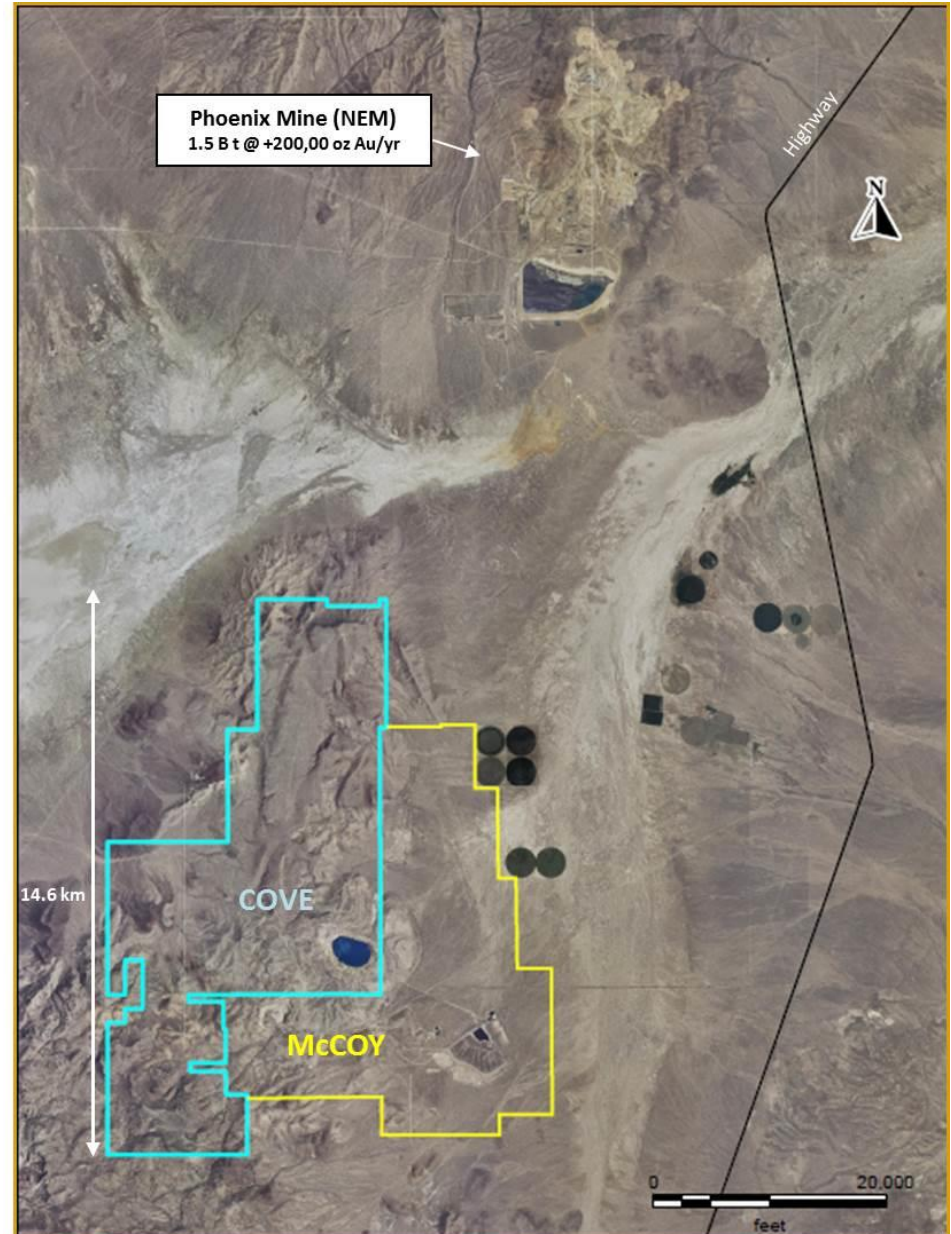 Phoenix Mine (NEM)
1.5 B t @ +200,00 oz Au/yr
Highway
N
14.6 km
COVE
McCOY
0 20,000
feet